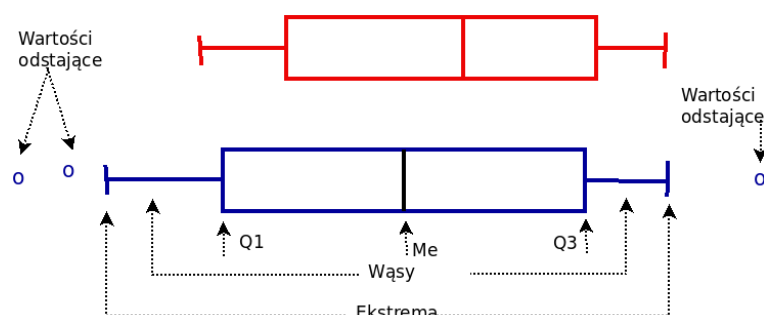 Wartości
odstające
Wartości
odstające
o
o
o
Q1
Me
Q3
Wąsy
Ekstrema